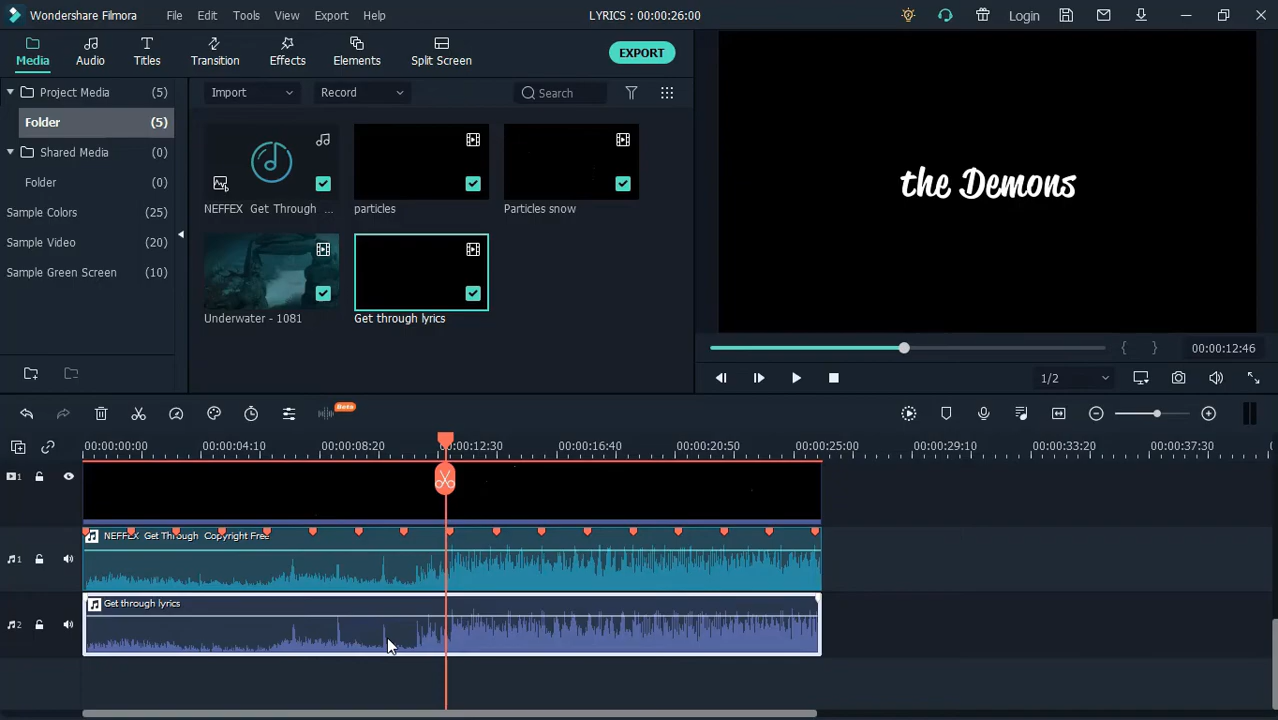 Wondershare Filmora File Edit Tools View Export Help LYRICS : 00:00:26:00 Login
Media Audio Titles Transition Effects Elements Split Screen EXPORT
Project Media (5) Import Record Search
Folder (5)
Shared Media (0)
Folder (0)
Sample Colors (25)
Sample Video (20)
Sample Green Screen (10)
NEFFEX Get Through ... particles Particles snow
Underwater - 1081 Get through lyrics
the Demons
{ } 00:00:12:46
1/2
Beta
00:00:00:00 00:00:04:10 00:00:08:20 00:00:12:30 00:00:16:40 00:00:20:50 00:00:25:00 00:00:29:10 00:00:33:20 00:00:37:30
1
NEFFEX Get Through Copyright Free
1
Get through lyrics
2